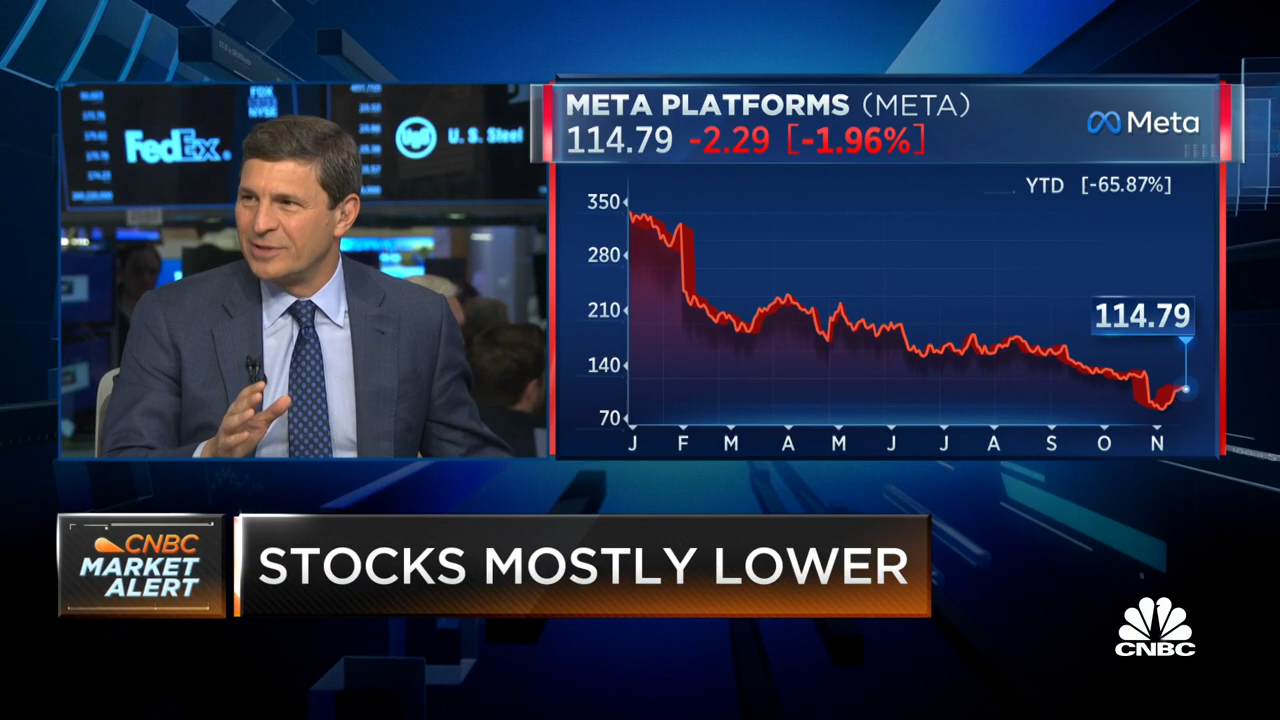 FOX
NYSE
FedEx.
U. S. Steel
META PLATFORMS (META)
114.79 -2.29 [-1.96%]
Meta
YTD [-65.87%]
350
280
210
140
70
114.79
J F M A M J J A S O N
CNBC
MARKET
ALERT
STOCKS MOSTLY LOWER
CNBC